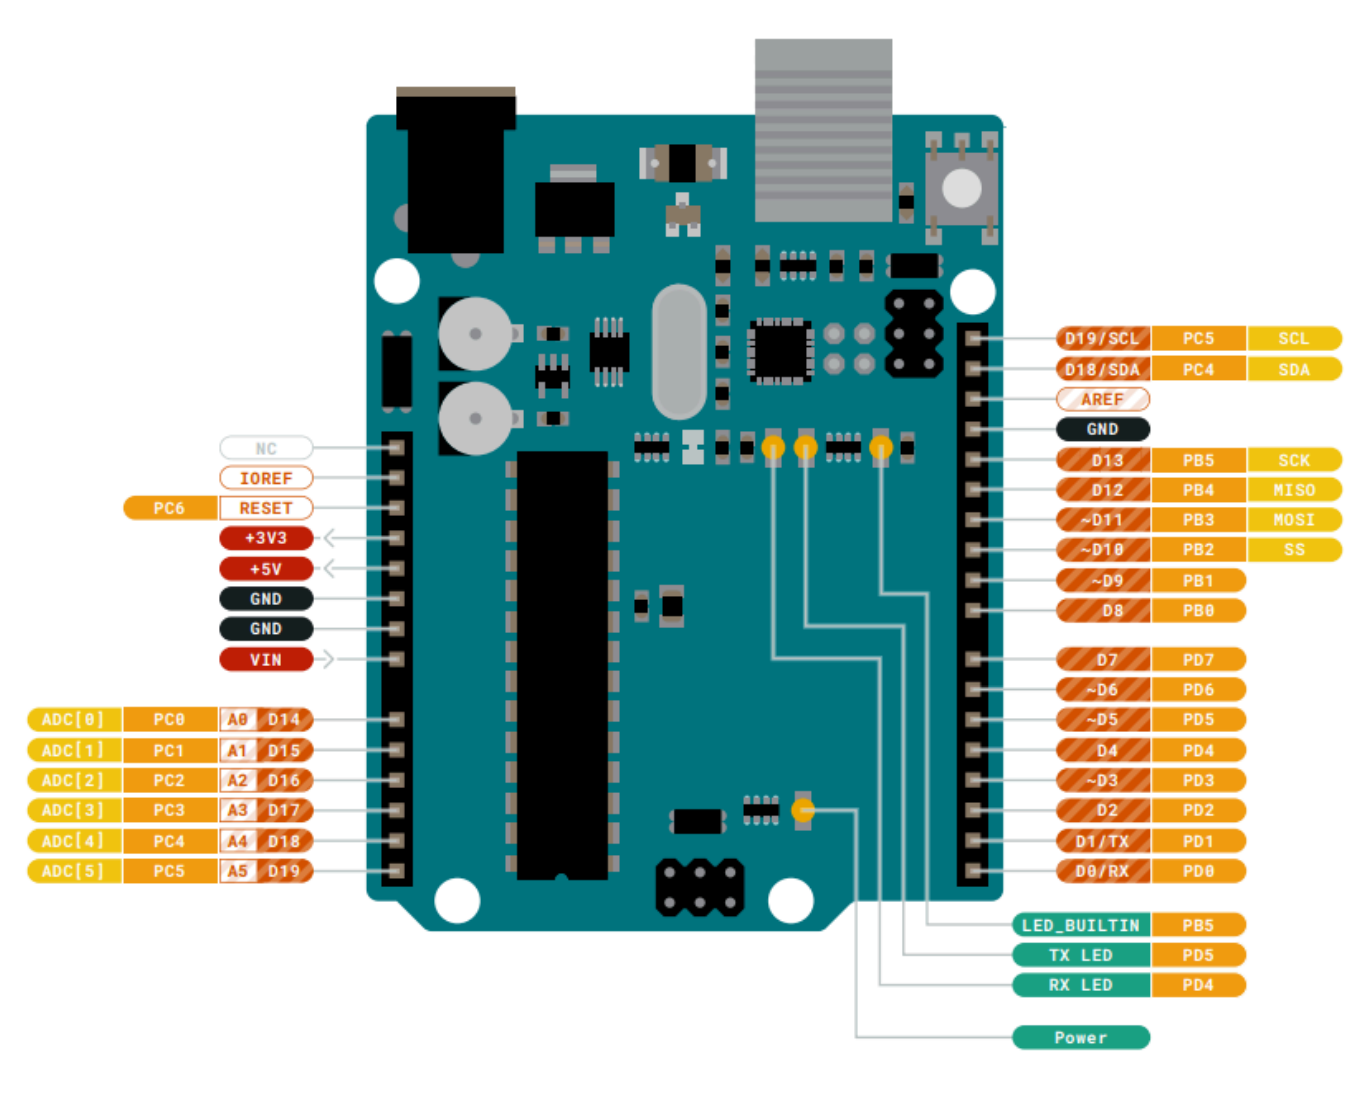 D19/SCL PC5 SCL
D18/SDA PC4 SDA
AREF
GND
D13 PB5 SCK
D12 PB4 MISO
~D11 PB3 MOSI
~D10 PB2 SS
~D9 PB1
D8 PB0
D7 PD7
~D6 PD6
~D5 PD5
D4 PD4
~D3 PD3
D2 PD2
D1/TX PD1
D0/RX PD0
NC
IOREF
PC6 RESET
+3V3
+5V
GND
GND
VIN
ADC[0] PC0 A0 D14
ADC[1] PC1 A1 D15
ADC[2] PC2 A2 D16
ADC[3] PC3 A3 D17
ADC[4] PC4 A4 D18
ADC[5] PC5 A5 D19
LED_BUILTIN PB5
TX LED PD5
RX LED PD4
Power